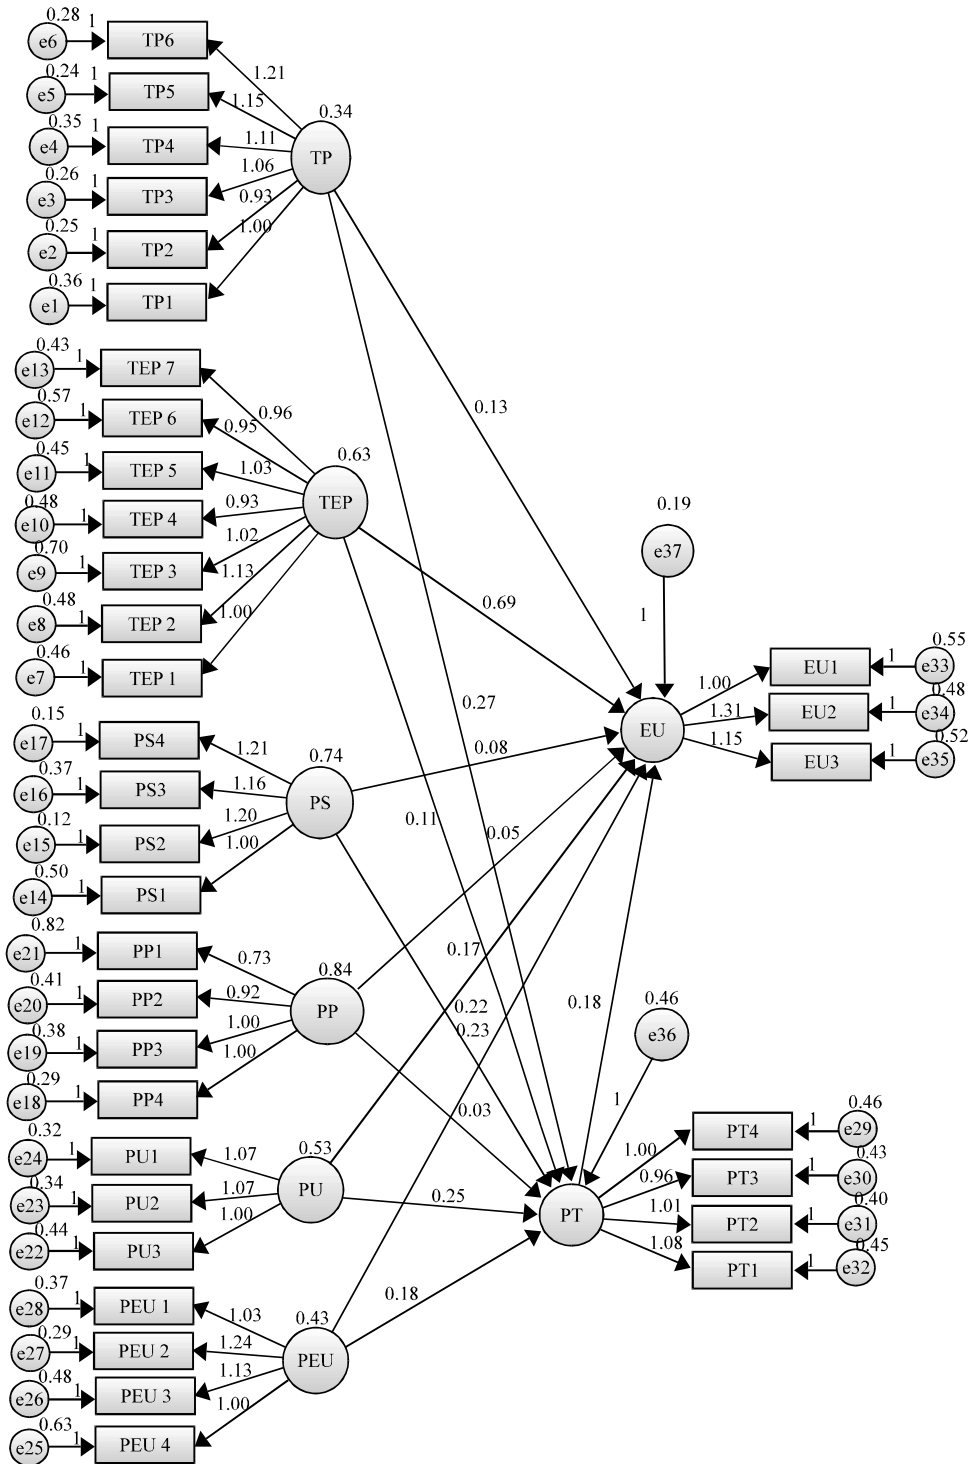 0.28
e6 1 TP6
1.21
0.24
e5 1 TP5
1.15
0.34
0.35
e4 1 TP4
1.11
TP
0.26
e3 1 TP3
1.06
0.93
0.25
e2 1 TP2
1.00
0.36
e1 1 TP1
0.43
e13 1 TEP 7
0.96
0.13
0.57
e12 1 TEP 6
0.95
0.45
e11 1 TEP 5
1.03
0.63
TEP
0.48
e10 1 TEP 4
0.93
0.19
0.70
e9 1 TEP 3
1.02
e37
1.13
0.48
e8 1 TEP 2
1.00
0.69
1
0.46
e7 1 TEP 1
0.55
EU1 1 e33
1.00
0.48
0.27
EU
1.31
EU2 1 e34
0.15
e17 1 PS4
1.21
0.74
0.08
1.15
0.52
EU3 1 e35
0.37
e16 1 PS3
1.16
PS
0.12
1.20
0.11
0.05
e15 1 PS2
1.00
0.50
e14 1 PS1
0.82
e21 1 PP1
0.73
0.17
0.84
0.41
e20 1 PP2
0.92
PP
0.22
0.18
0.46
0.38
1.00
0.23
e36
e19 1 PP3
1.00
0.29
e18 1 PP4
0.03
1
0.46
PT4 1 e29
0.32
e24 1 PU1
1.07
0.53
1.00
0.43
PT3 1 e30
0.96
0.34
e23 1 PU2
1.07
PU
0.25
0.40
1.00
PT
1.01
PT2 1 e31
0.44
e22 1 PU3
1.08
0.45
PT1 1 e32
0.37
e28 1 PEU 1
1.03
0.18
0.43
0.29
e27 1 PEU 2
1.24
PEU
0.48
1.13
e26 1 PEU 3
1.00
0.63
e25 1 PEU 4